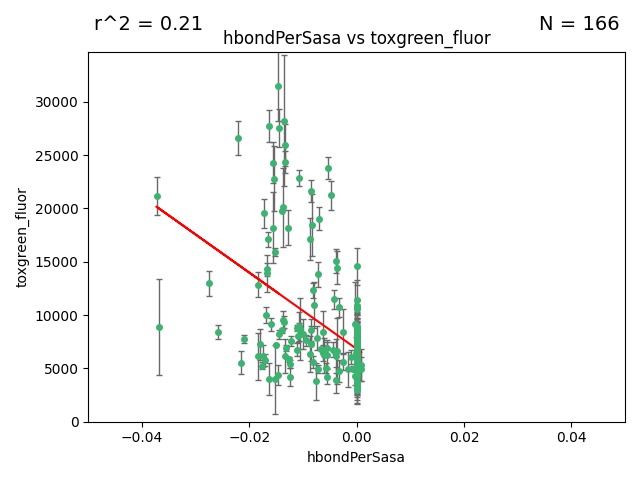 r^2 = 0.21
N = 166
hbondPerSasa vs toxgreen_fluor
30000
25000
20000
15000
10000
5000
0
toxgreen_fluor
−0.04
−0.02
0.00
0.02
0.04
hbondPerSasa